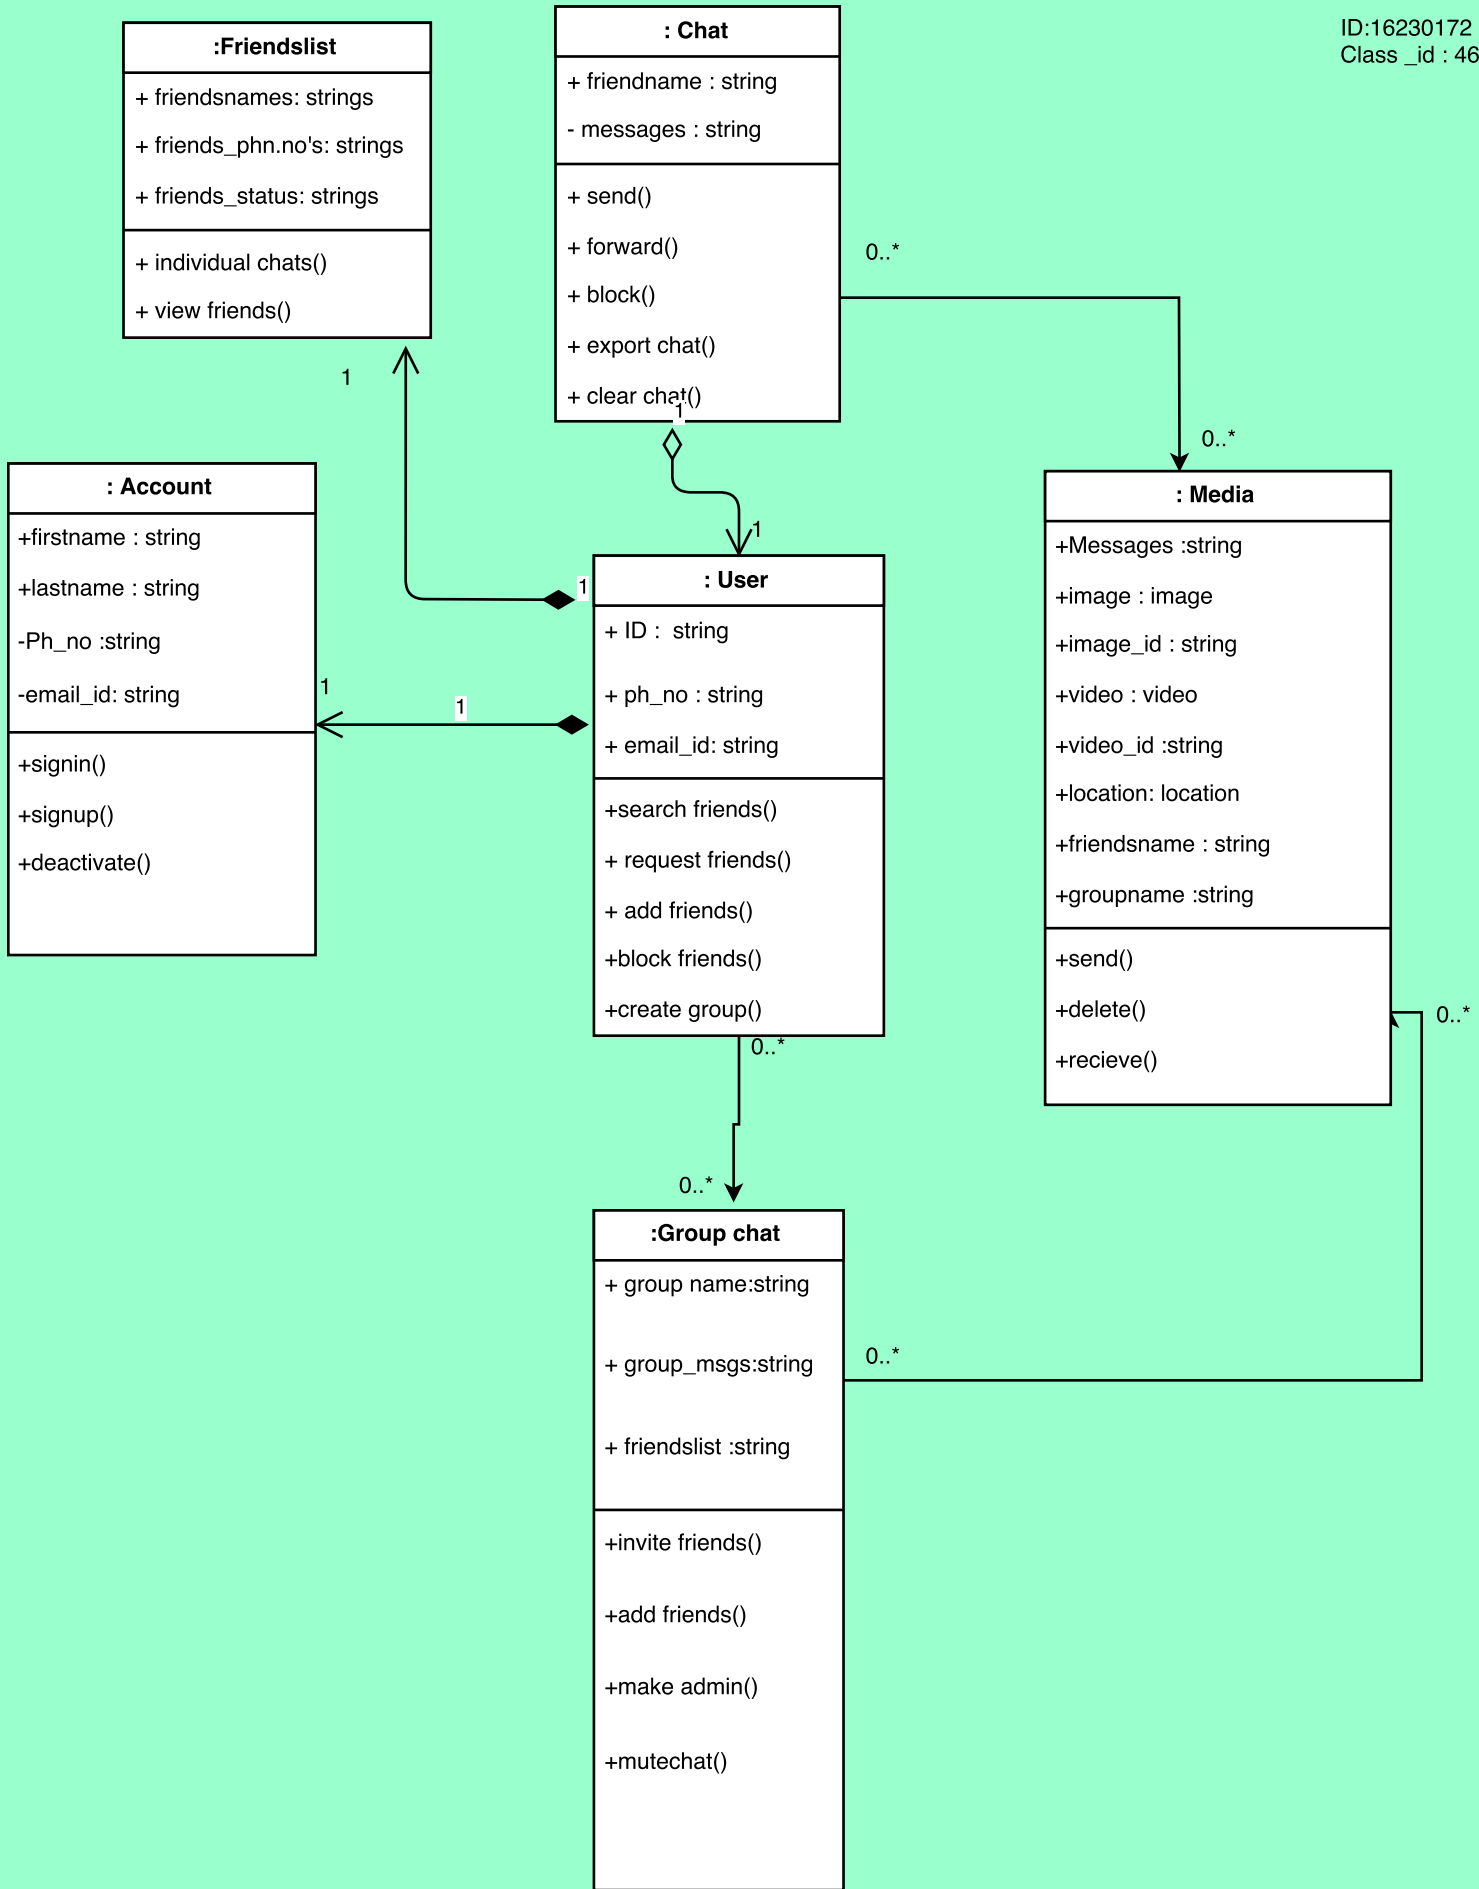 ID:16230172
Class _id : 46
:Friendslist
+ friendsnames: strings
+ friends_phn.no's: strings
+ friends_status: strings
+ individual chats()
+ view friends()
1
: Chat
+ friendname : string
- messages : string
+ send()
+ forward()
+ block()
+ export chat()
+ clear chat()
1
0..*
0..*
1
: Account
+firstname : string
+lastname : string
-Ph_no :string
-email_id: string
+signin()
+signup()
+deactivate()
1
1
1
: User
+ ID :  string
+ ph_no : string
+ email_id: string
+search friends()
+ request friends()
+ add friends()
+block friends()
+create group()
0..*
: Media
+Messages :string
+image : image
+image_id : string
+video : video
+video_id :string
+location: location
+friendsname : string
+groupname :string
+send()
+delete()
+recieve()
0..*
0..*
:Group chat
+ group name:string
+ group_msgs:string
+ friendslist :string
+invite friends()
+add friends()
+make admin()
+mutechat()
0..*